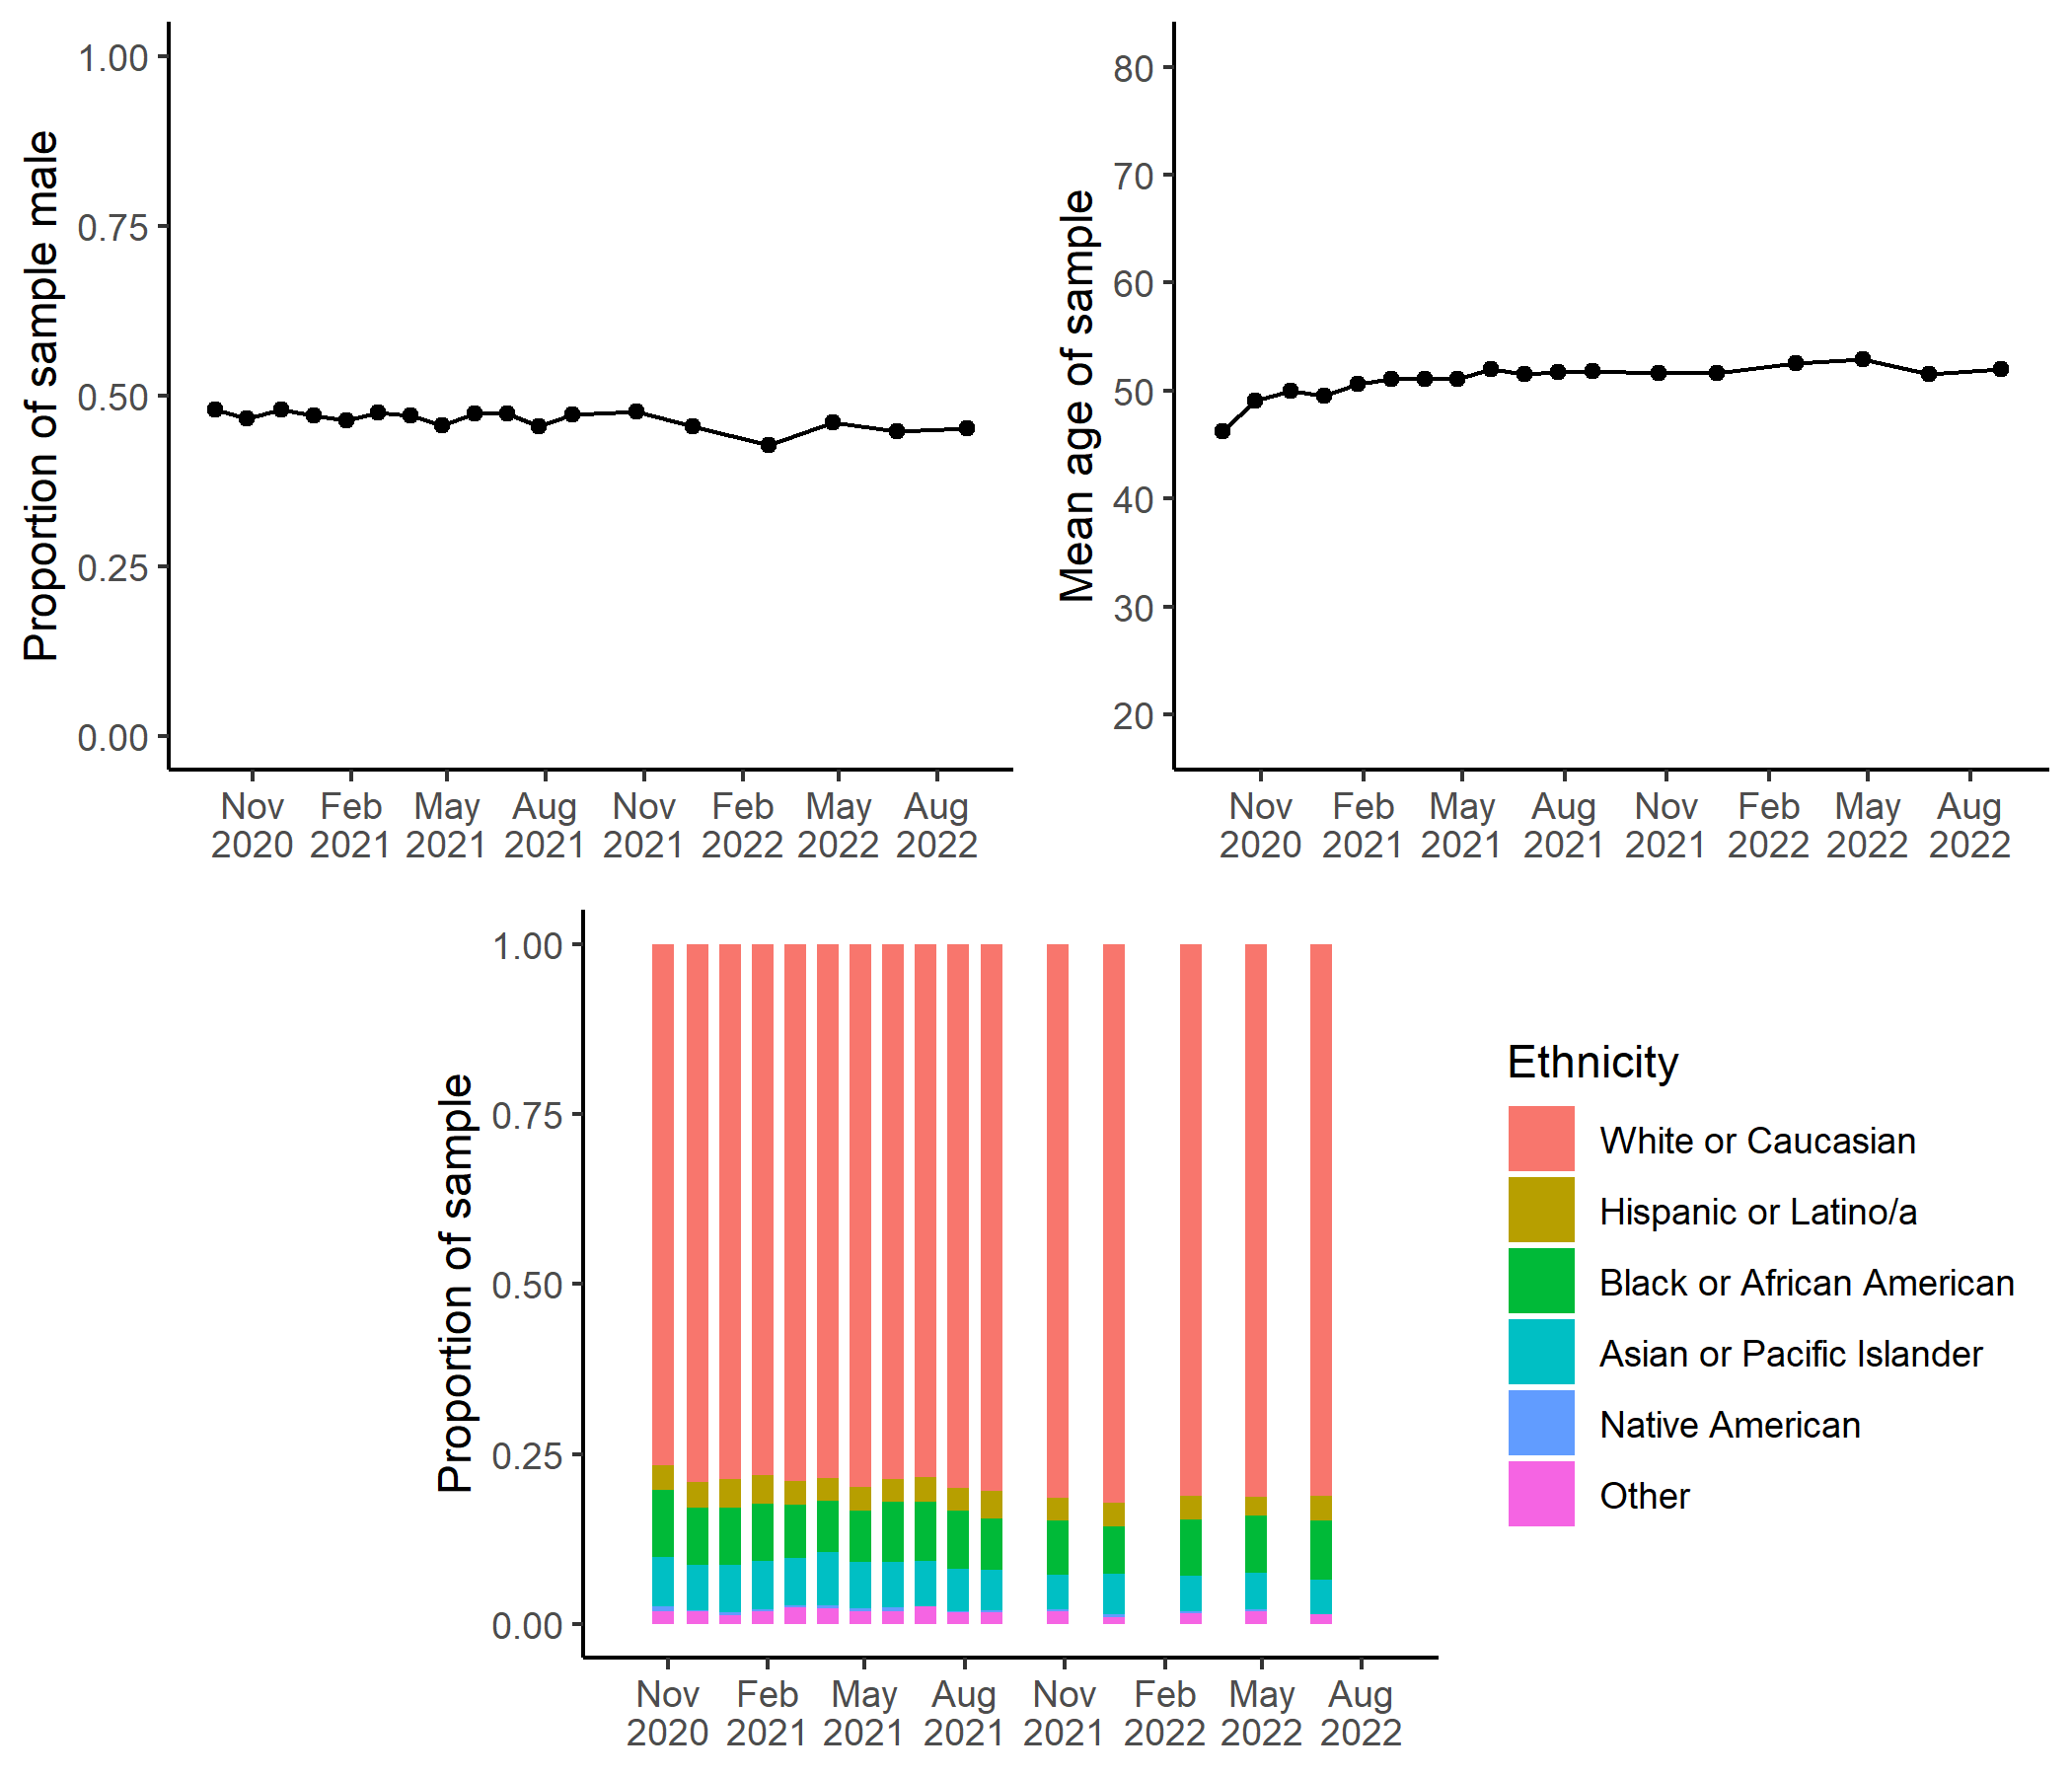 Proportion of sample male
1.00
0.75
0.50
0.25
0.00
Nov Feb May Aug Nov Feb May Aug
2020 2021 2021 2021 2021 2022 2022 2022
Mean age of sample
80
70
60
50
40
30
20
Nov Feb May Aug Nov Feb May Aug
2020 2021 2021 2021 2021 2022 2022 2022
Proportion of sample
1.00
0.75
0.50
0.25
0.00
Nov Feb May Aug Nov Feb May Aug
2020 2021 2021 2021 2021 2022 2022 2022
Ethnicity
White or Caucasian
Hispanic or Latino/a
Black or African American
Asian or Pacific Islander
Native American
Other